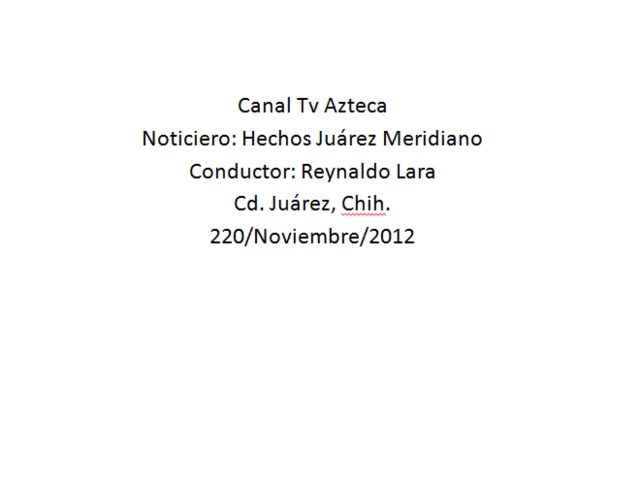 Canal Tv Azteca
Noticiero: Hechos Juárez Meridiano
Conductor: Reynaldo Lara
Cd. Juárez, Chih.
220/Noviembre/2012